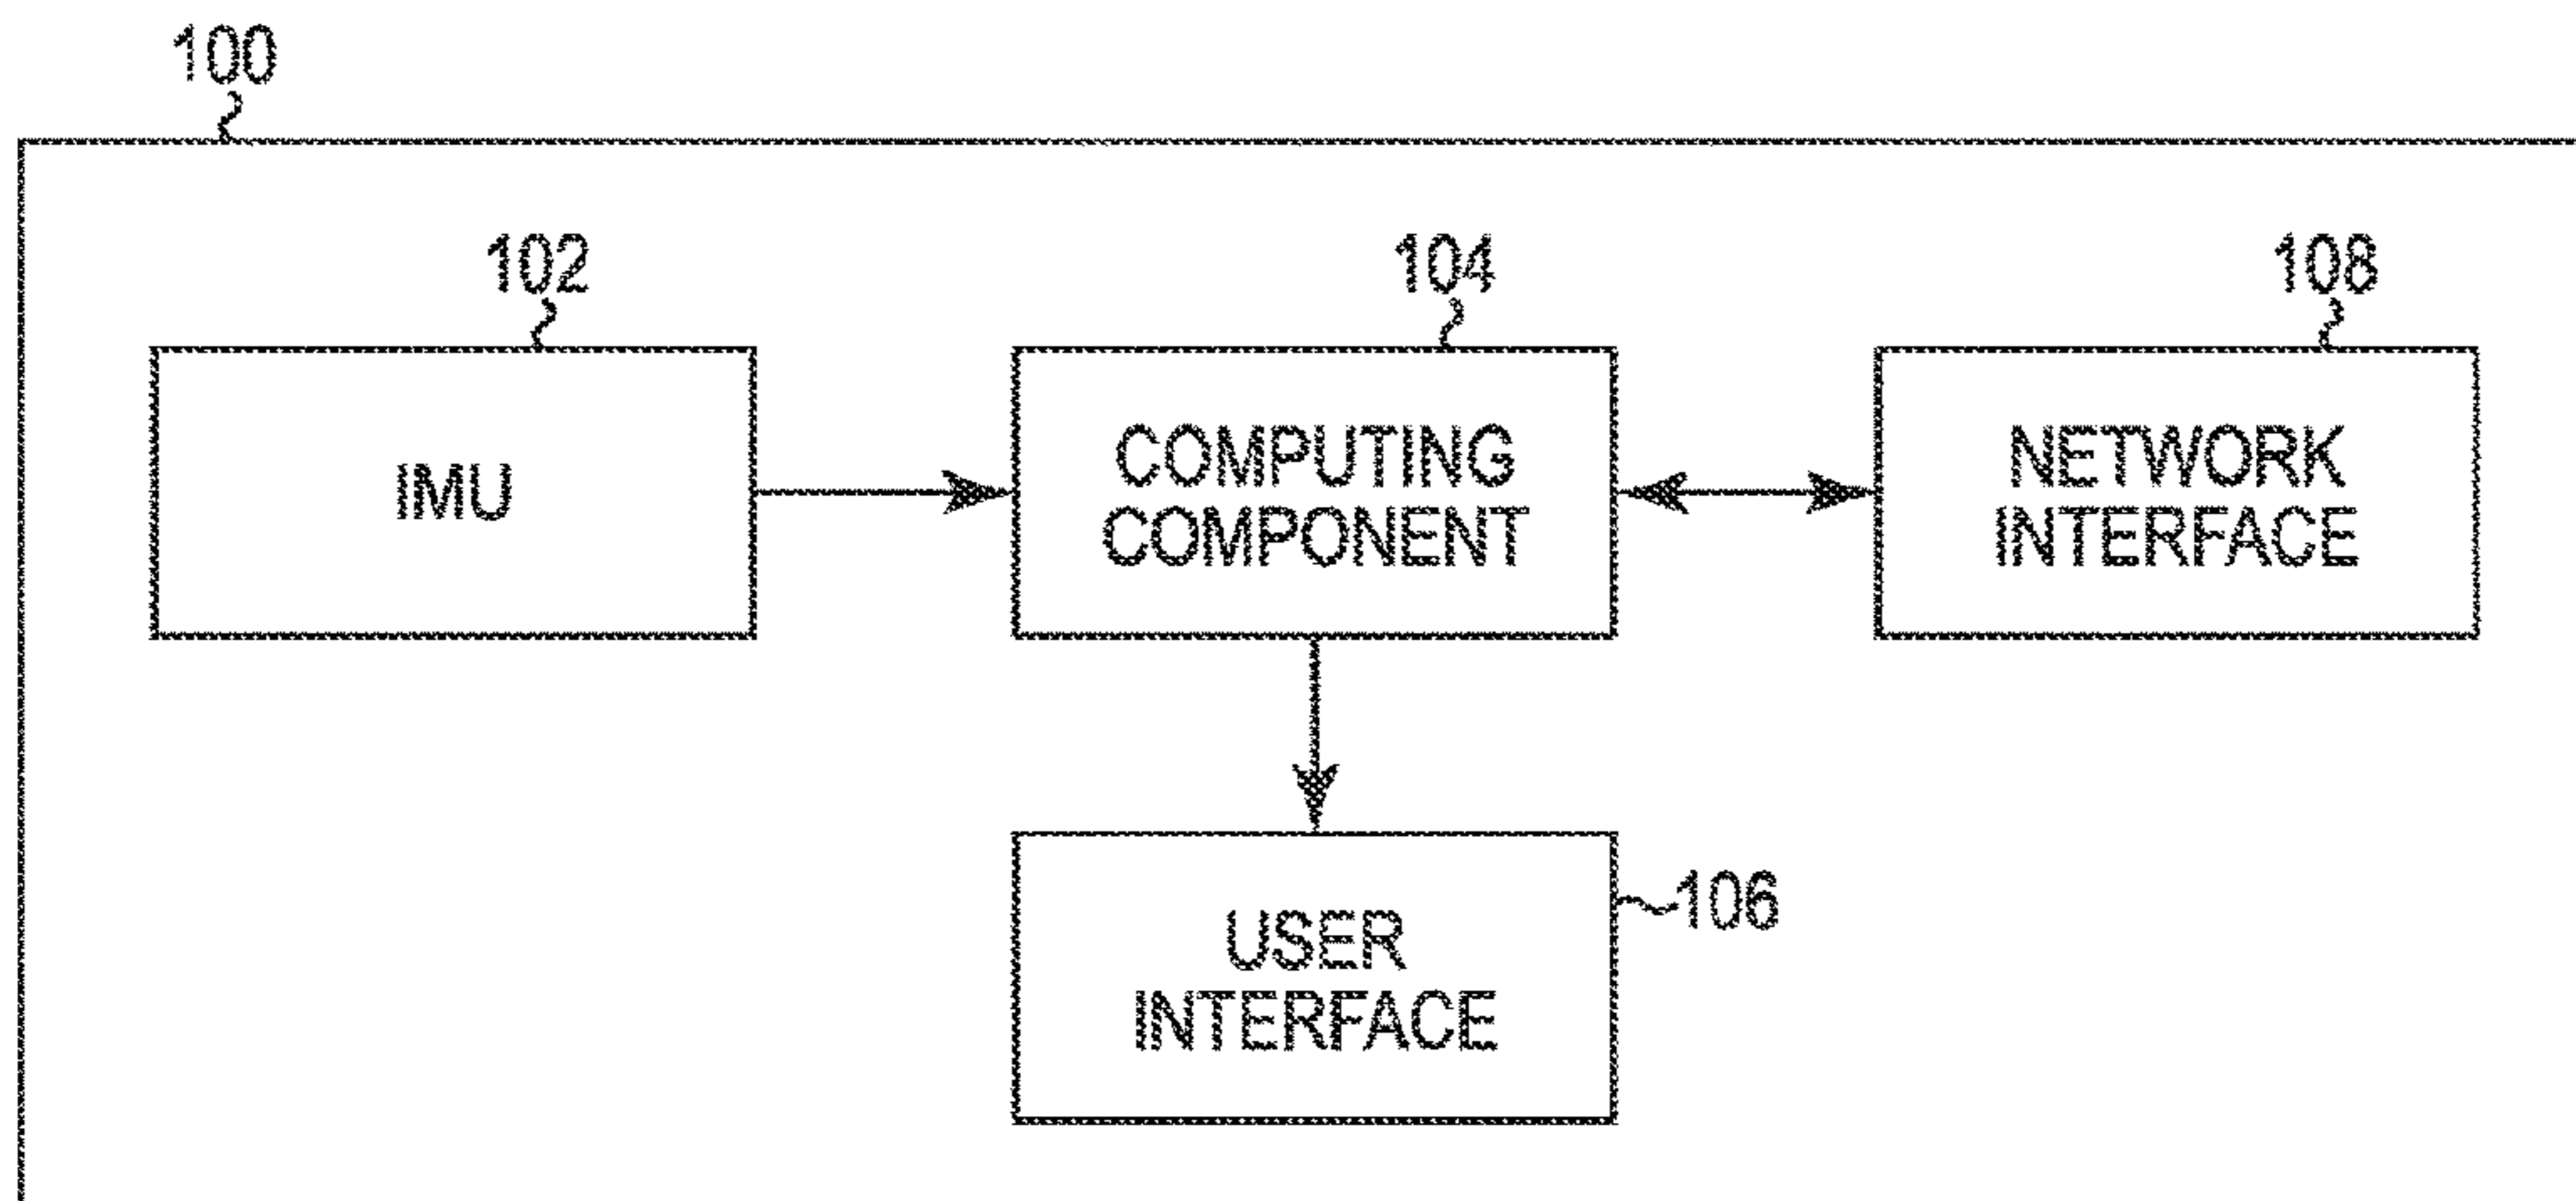 100
102
104
108
IMU
COMPUTING
COMPONENT
NETWORK
INTERFACE
106
USER
INTERFACE